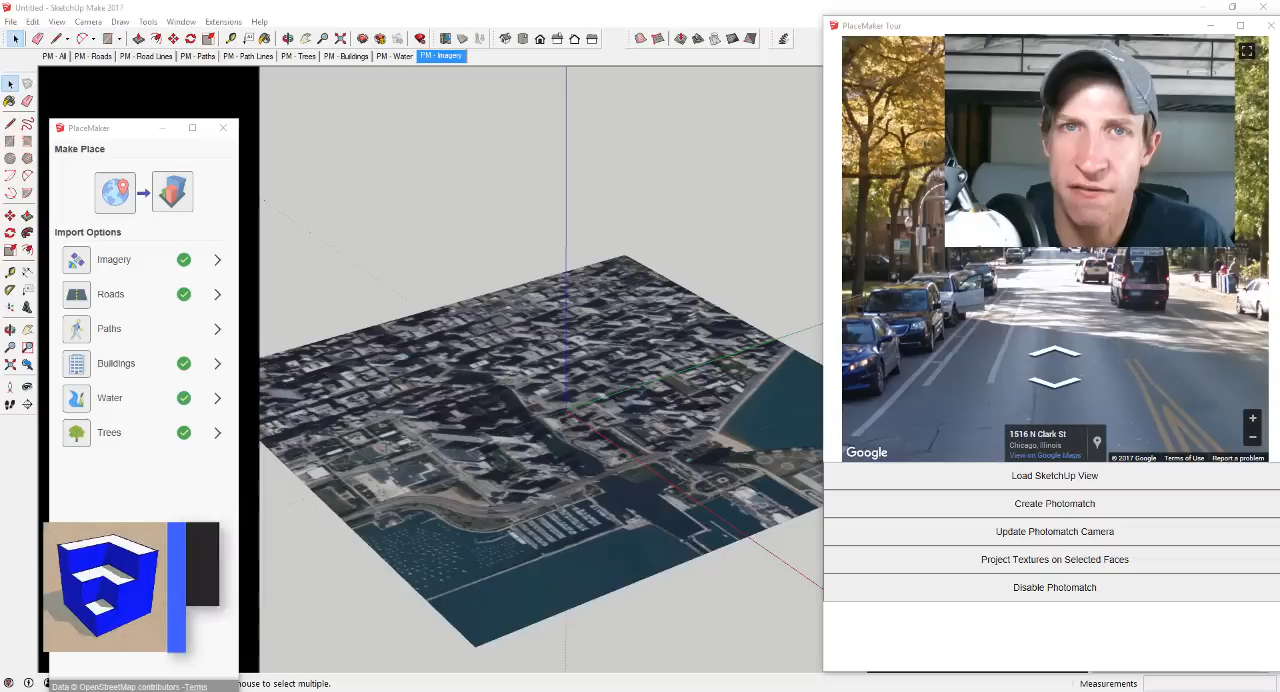 Untitled - SketchUp Make 2017
File Edit View Camera Draw Tools Window Extensions Help
PM - All PM - Roads PM - Road Lines PM - Paths PM - Path Lines PM - Trees PM - Buildings PM - Water PM - Imagery
PlaceMaker
Make Place
Import Options
Imagery
Roads
Paths
Buildings
Water
Trees
Data © OpenStreetMap contributors -Terms
ouse to select multiple.
Measurements
PlaceMaker Tour
1516 N Clark St
Chicago, Illinois
View on Google Maps
Google
© 2017 Google Terms of Use Report a problem
Load SketchUp View
Create Photomatch
Update Photomatch Camera
Project Textures on Selected Faces
Disable Photomatch